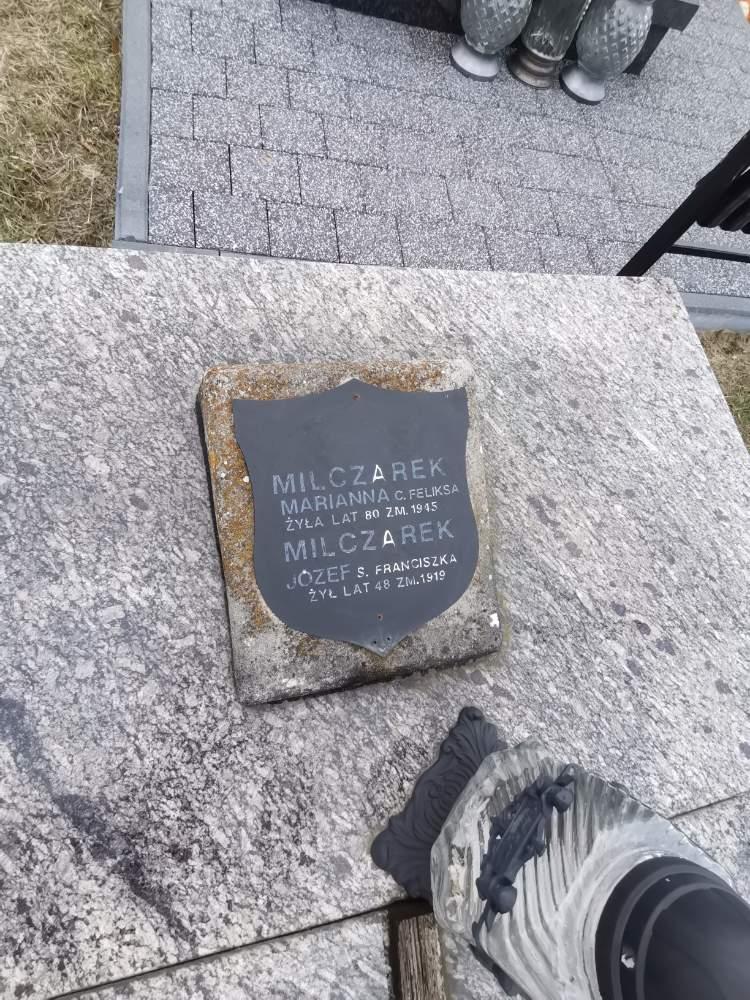 MILCZAREK
MARIANNA C. FELIKSA
ŻYŁA LAT 80 ZM. 1945
MILCZAREK
JÓZEF S. FRANCISZKA
ŻYŁ LAT 48 ZM. 1919